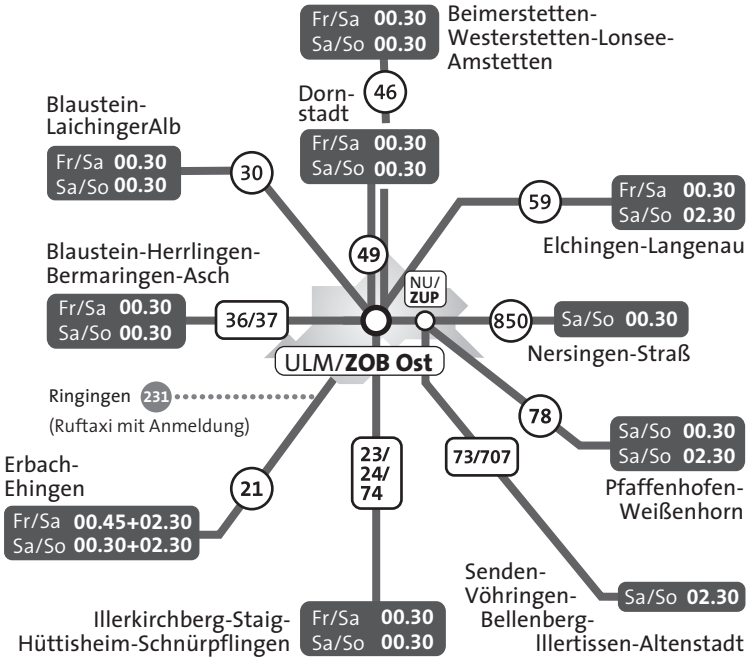 Fr/Sa 00.30
Sa/So 00.30
Beimerstetten-
Westerstetten-Lonsee-
Amstetten
46
Dorn-
stadt
Fr/Sa 00.30
Sa/So 00.30
Blaustein-
LaichingerAlb
Fr/Sa 00.30
Sa/So 00.30
30
59
Fr/Sa 00.30
Sa/So 02.30
Elchingen-Langenau
49
Blaustein-Herrlingen-
Bermaringen-Asch
Fr/Sa 00.30
Sa/So 00.30
36/37
NU/
ZUP
850
Sa/So 00.30
Nersingen-Straß
ULM/ZOB Ost
Ringingen 231
(Ruftaxi mit Anmeldung)
78
Sa/So 00.30
Sa/So 02.30
Pfaffenhofen-
Weißenhorn
23/
24/
74
73/707
Erbach-
Ehingen
21
Fr/Sa 00.45+02.30
Sa/So 00.30+02.30
Senden-
Vöhringen-
Bellenberg-
Illertissen-Altenstadt
Sa/So 02.30
Illerkirchberg-Staig-
Hüttisheim-Schnürpflingen
Fr/Sa 00.30
Sa/So 00.30